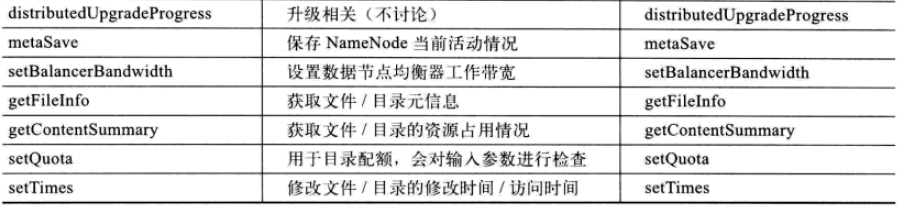 distributedUpgradeProgress 升级相关（不讨论） distributedUpgradeProgress
metaSave 保存 NameNode 当前活动情况 metaSave
setBalancerBandwidth 设置数据节点均衡器工作带宽 setBalancerBandwidth
getFileInfo 获取文件 / 目录元信息 getFileInfo
getContentSummary 获取文件 / 目录的资源占用情况 getContentSummary
setQuota 用于目录配额，会对输入参数进行检查 setQuota
setTimes 修改文件 / 目录的修改时间 / 访问时间 setTimes